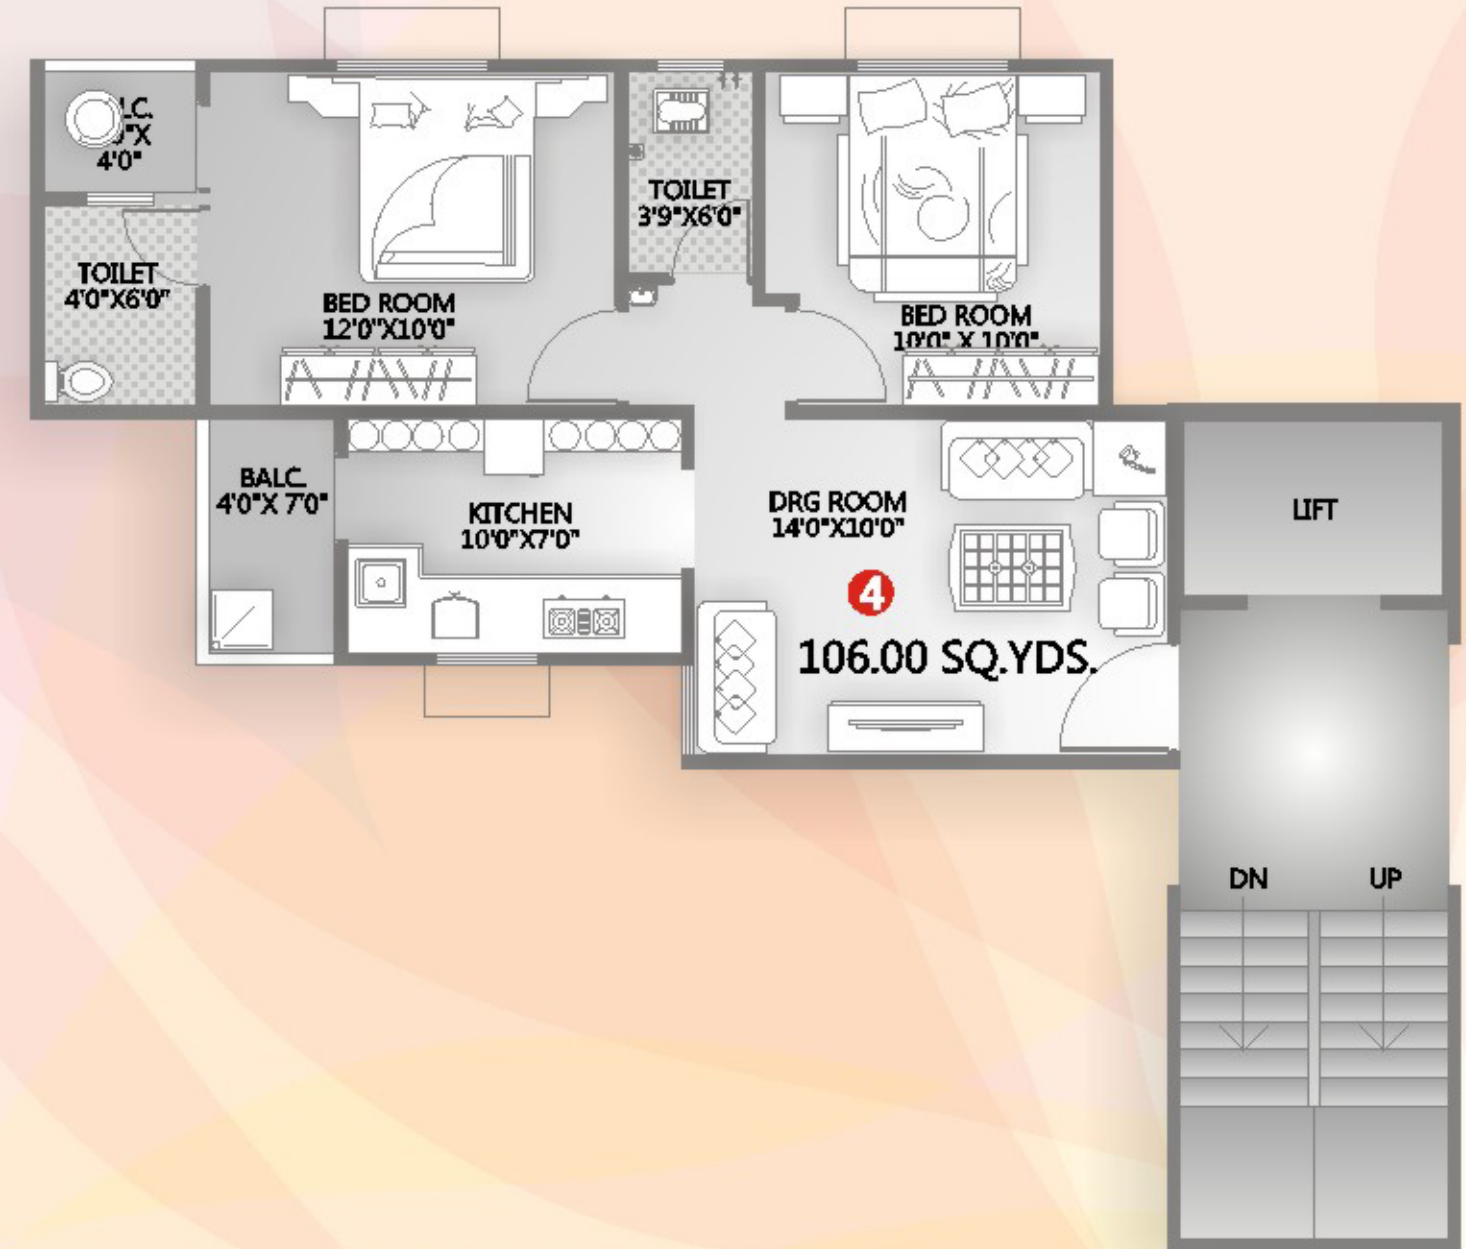 LC.
"X
4'0"
TOILET
4'0"X6'0"
BED ROOM
12'0"X10'0"
TOILET
3'9"X6'0"
BED ROOM
10'0" X 10'0"
BALC.
4'0"X 7'0"
KITCHEN
10'0"X7'0"
DRG ROOM
14'0"X10'0"
4
106.00 SQ.YDS.
LIFT
DN
UP